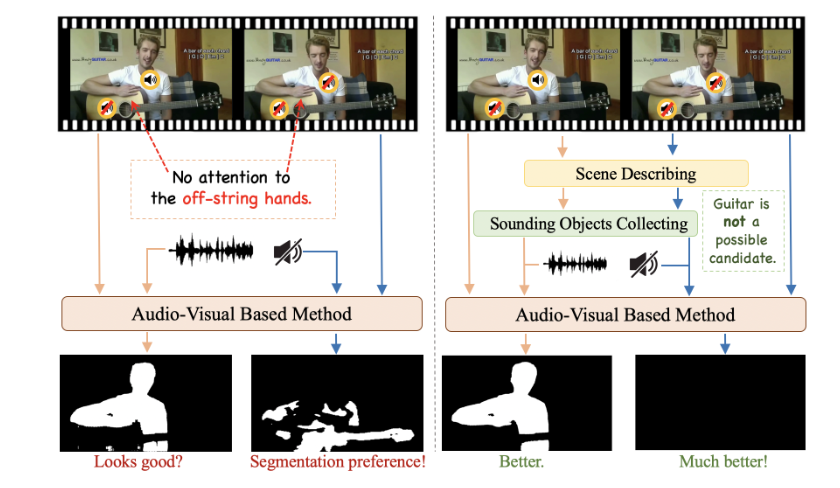 A bar of each chord
| G | G | Em | C
A bar of each chord
| G | G | Em | C
A bar of each chord
A bar of each chord
No attention to
the off-string hands.
Scene Describing
Sounding Objects Collecting
Guitar is
not a
possible
candidate.
Audio-Visual Based Method
Audio-Visual Based Method
Looks good?
Segmentation preference!
Better.
Much better!